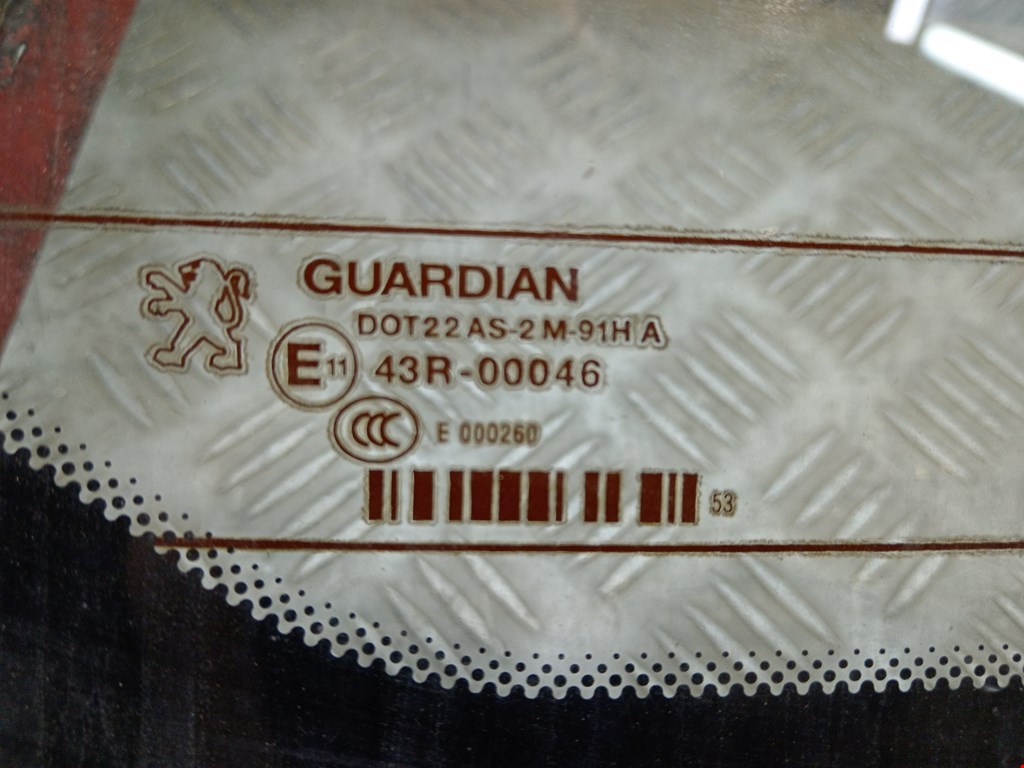 GUARDIAN
DOT22 AS-2 M-91H A
E11 43R-00046
CCC E 000260
53